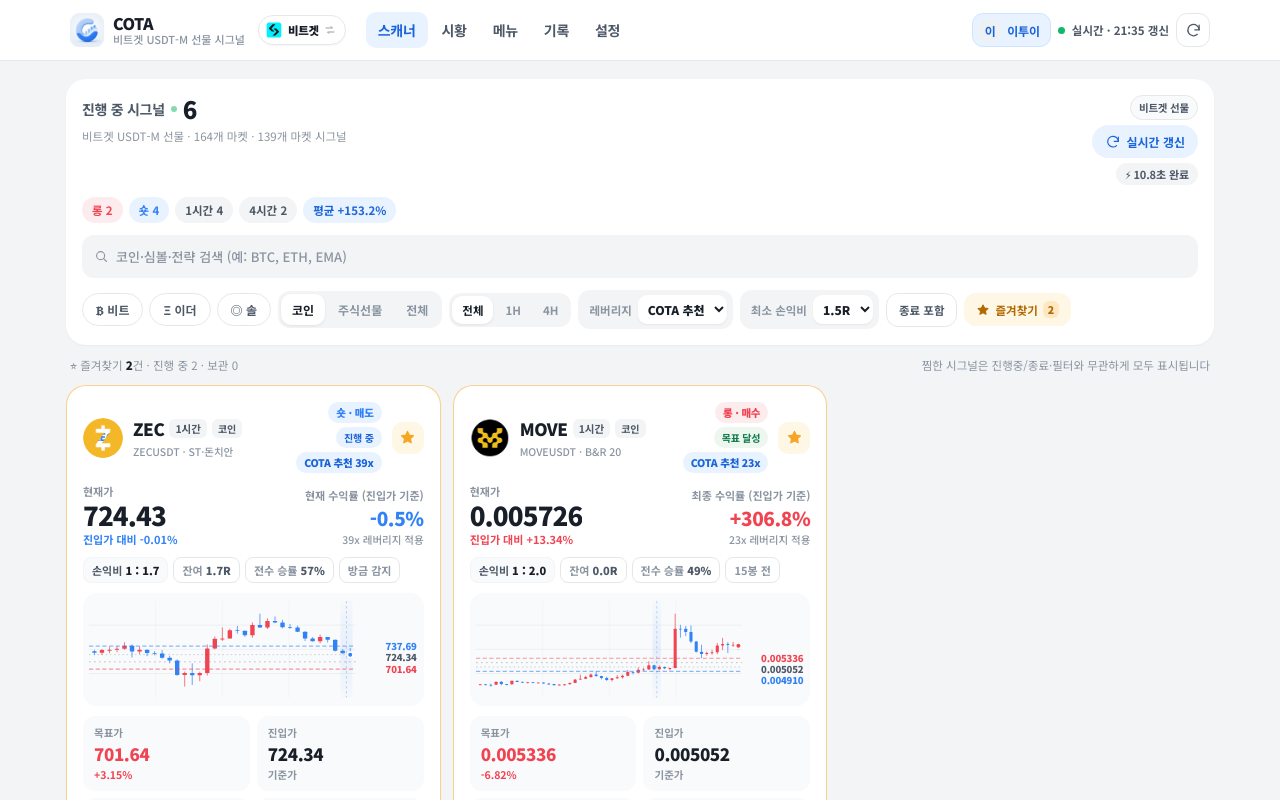 COTA
비트겟 USDT-M 선물 시그널
비트겟
스캐너 시황 메뉴 기록 설정
이 이투이
실시간 · 21:35 갱신
진행 중 시그널 6
비트겟 USDT-M 선물 · 164개 마켓 · 139개 마켓 시그널
비트겟 선물
실시간 갱신
⚡ 10.8초 완료
롱 2 숏 4 1시간 4 4시간 2 평균 +153.2%
코인·심볼·전략 검색 (예: BTC, ETH, EMA)
₿ 비트 Ξ 이더 ◎ 솔 코인 주식선물 전체 전체 1H 4H 레버리지 COTA 추천 최소 손익비 1.5R 종료 포함 ★ 즐겨찾기 2
☆ 즐겨찾기 2건 · 진행 중 2 · 보관 0
찜한 시그널은 진행중/종료·필터와 무관하게 모두 표시됩니다
ZEC 1시간 코인
ZECUSDT · ST·돈치안
숏 · 매도
진행 중
COTA 추천 39x
현재가
724.43
진입가 대비 -0.01%
현재 수익률 (진입가 기준)
-0.5%
39x 레버리지 적용
손익비 1 : 1.7 잔여 1.7R 전수 승률 57% 방금 감지
737.69
724.34
701.64
목표가
701.64
+3.15%
진입가
724.34
기준가
MOVE 1시간 코인
MOVEUSDT · B&R 20
롱 · 매수
목표 달성
COTA 추천 23x
현재가
0.005726
진입가 대비 +13.34%
최종 수익률 (진입가 기준)
+306.8%
23x 레버리지 적용
손익비 1 : 2.0 잔여 0.0R 전수 승률 49% 15봉 전
0.005336
0.005052
0.004910
목표가
0.005336
-6.82%
진입가
0.005052
기준가